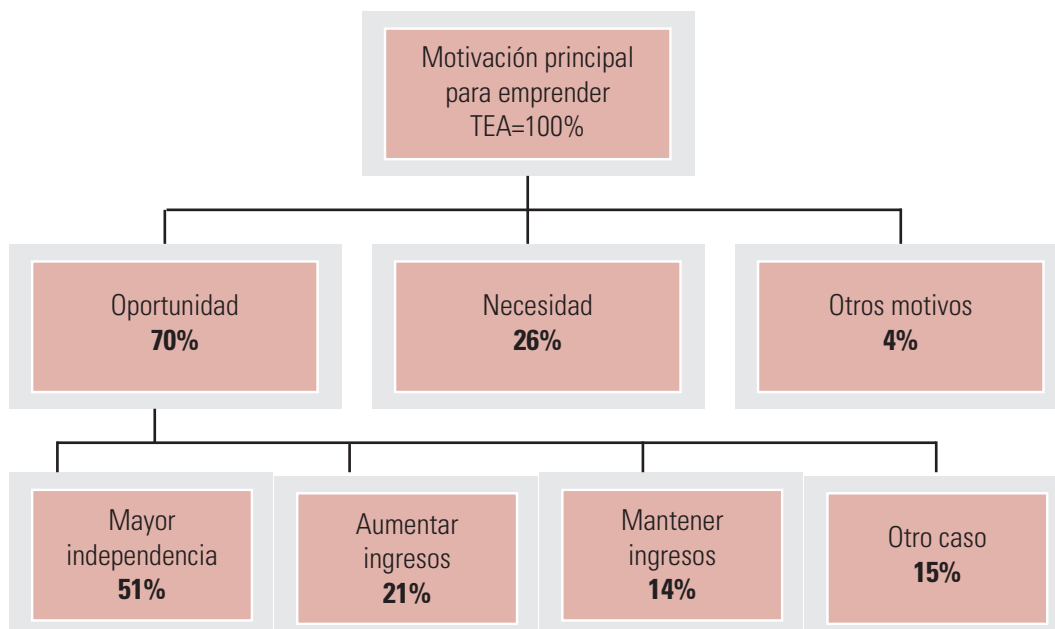 Motivación principal
para emprender
TEA=100%
Oportunidad
70%
Necesidad
26%
Otros motivos
4%
Mayor
independencia
51%
Aumentar
ingresos
21%
Mantener
ingresos
14%
Otro caso
15%